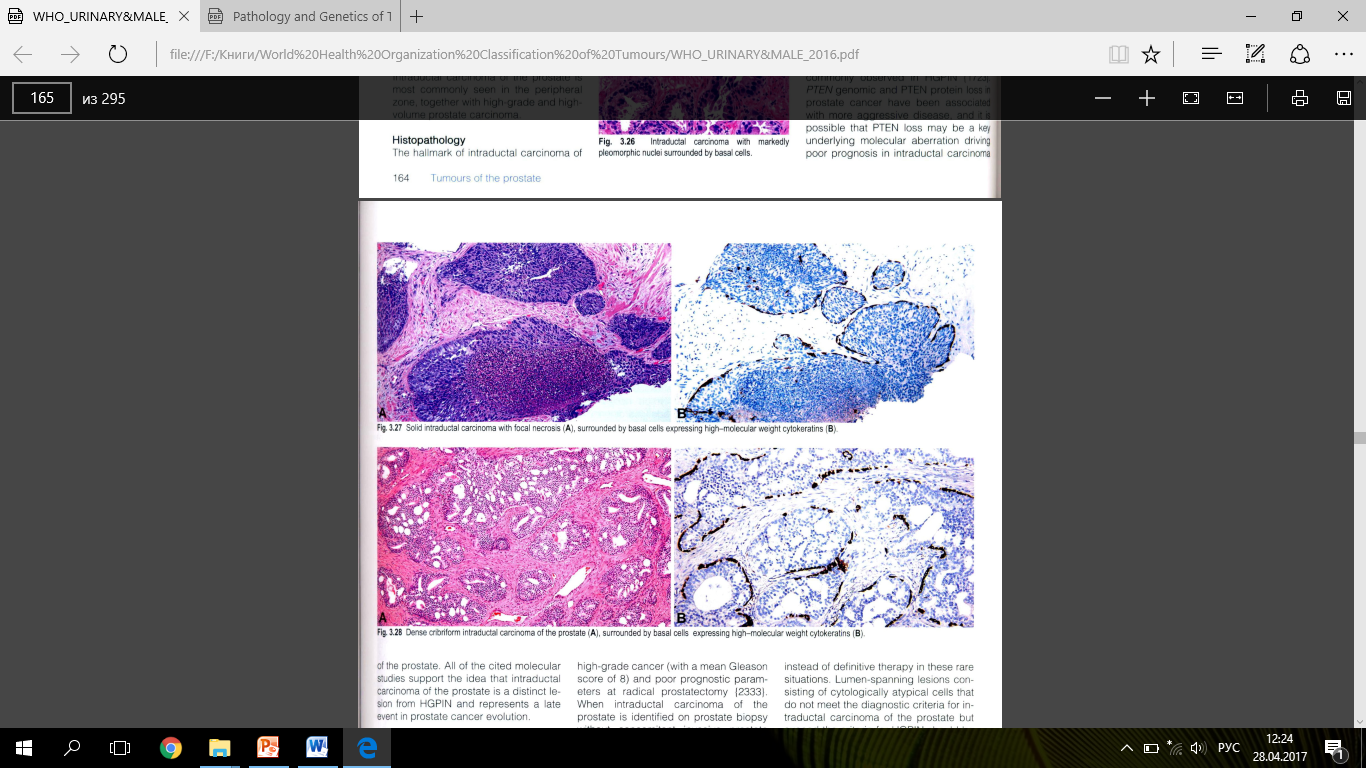 WHO_URINARY&MALE_
Pathology and Genetics of T
file:///F:/Книги/World%20Health%20Organization%20Classification%20of%20Tumours/WHO_URINARY&MALE_2016.pdf
165 из 295
intraductal carcinoma of the prostate is
most commonly seen in the peripheral
zone, together with high-grade and high-
volume prostate carcinoma.
Histopathology
The hallmark of intraductal carcinoma of
Fig. 3.26 Intraductal carcinoma with markedly
pleomorphic nuclei surrounded by basal cells.
commonly observed in HGPIN
PTEN genomic and PTEN protein loss in
prostate cancer have been associated
with more aggressive disease, and it is
possible that PTEN loss may be a key
underlying molecular aberration driving
poor prognosis in intraductal carcinoma
164 Tumours of the prostate
A
B
Fig. 3.27 Solid intraductal carcinoma with focal necrosis (A), surrounded by basal cells expressing high–molecular weight cytokeratins (B).
A
B
Fig. 3.28 Dense cribriform intraductal carcinoma of the prostate (A), surrounded by basal cells expressing high–molecular weight cytokeratins (B).
of the prostate. All of the cited molecular
studies support the idea that intraductal
carcinoma of the prostate is a distinct le-
sion from HGPIN and represents a late
event in prostate cancer evolution.
high-grade cancer (with a mean Gleason
score of 8) and poor prognostic param-
eters at radical prostatectomy {2333}.
When intraductal carcinoma of the
prostate is identified on prostate biopsy
instead of definitive therapy in these rare
situations. Lumen-spanning lesions con-
sisting of cytologically atypical cells that
do not meet the diagnostic criteria for in-
traductal carcinoma of the prostate but
РУС
12:24
28.04.2017
1